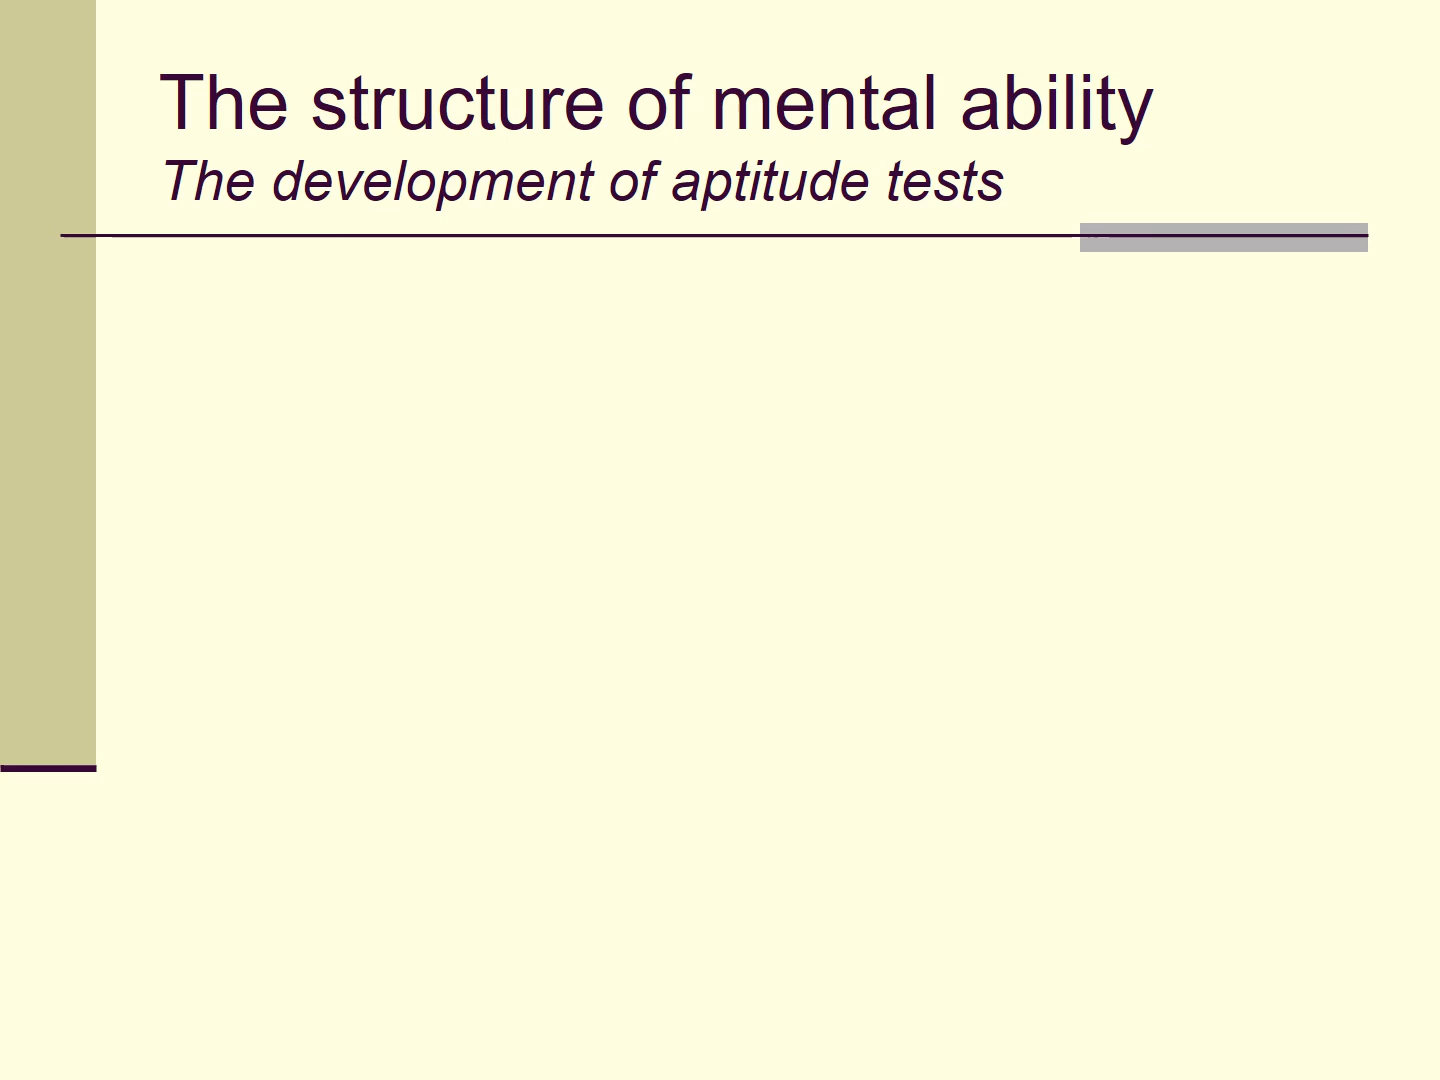 The structure of mental ability
The development of aptitude tests